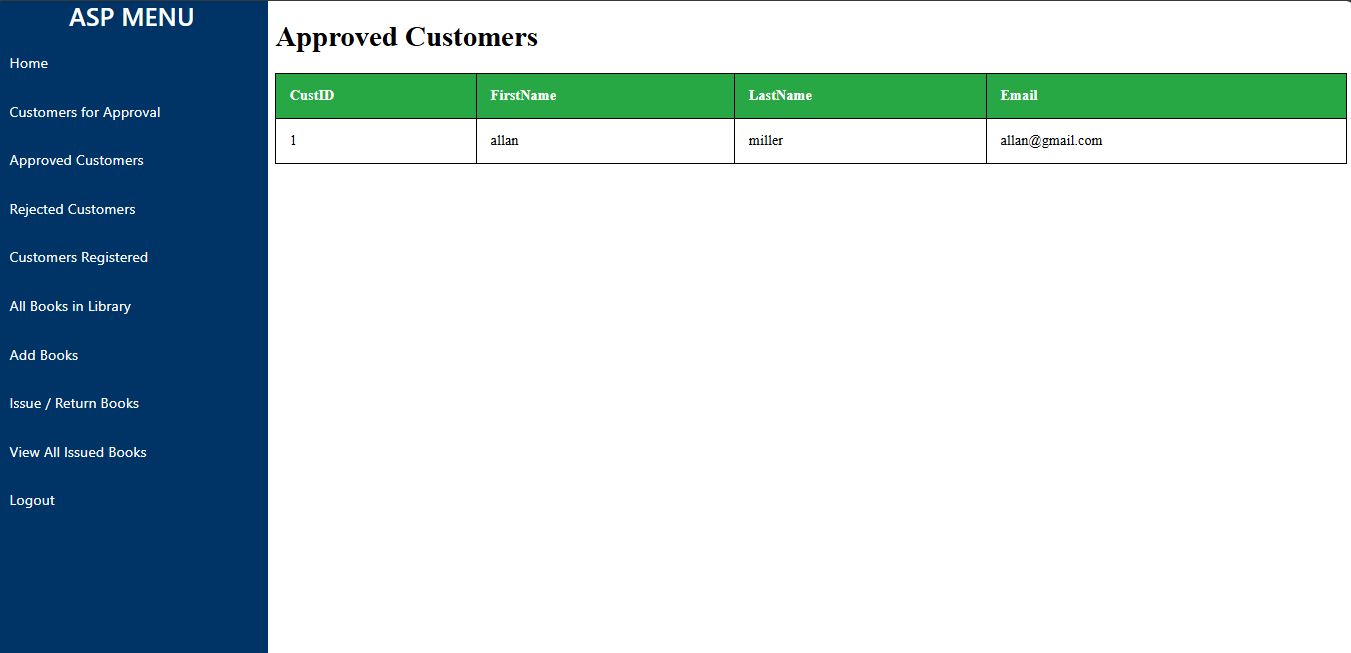 ASP MENU
Home
Customers for Approval
Approved Customers
Rejected Customers
Customers Registered
All Books in Library
Add Books
Issue / Return Books
View All Issued Books
Logout
Approved Customers
CustID FirstName LastName Email
1 allan miller allan@gmail.com